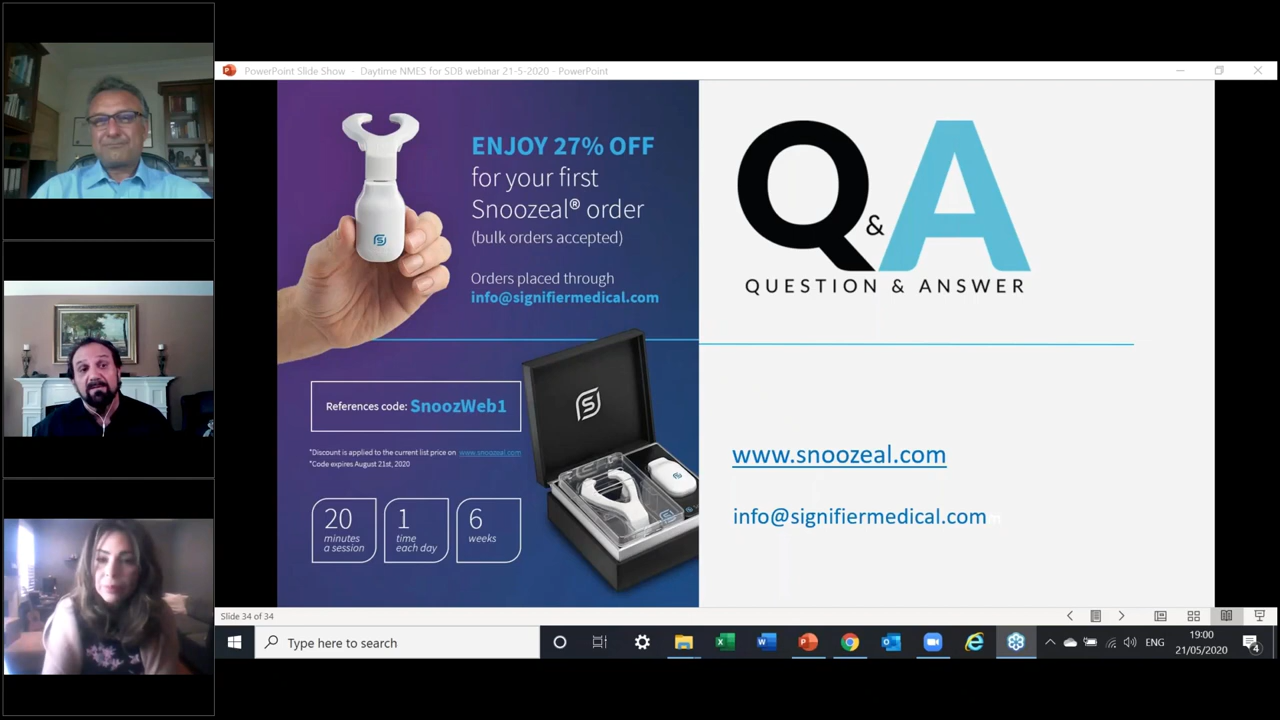 PowerPoint Slide Show - Daytime NMES for SDB webinar 21-5-2020 - PowerPoint
ENJOY 27% OFF
for your first
Snoozeal® order
(bulk orders accepted)
Orders placed through
info@signifiermedical.com
References code: SnoozWeb1
*Discount is applied to the current list price on www.snoozeal.com
*Code expires August 21st, 2020
20
minutes
a session
1
time
each day
6
weeks
Q&A
QUESTION & ANSWER
www.snoozeal.com
info@signifiermedical.com
Slide 34 of 34
Type here to search
ENG
19:00
21/05/2020
4